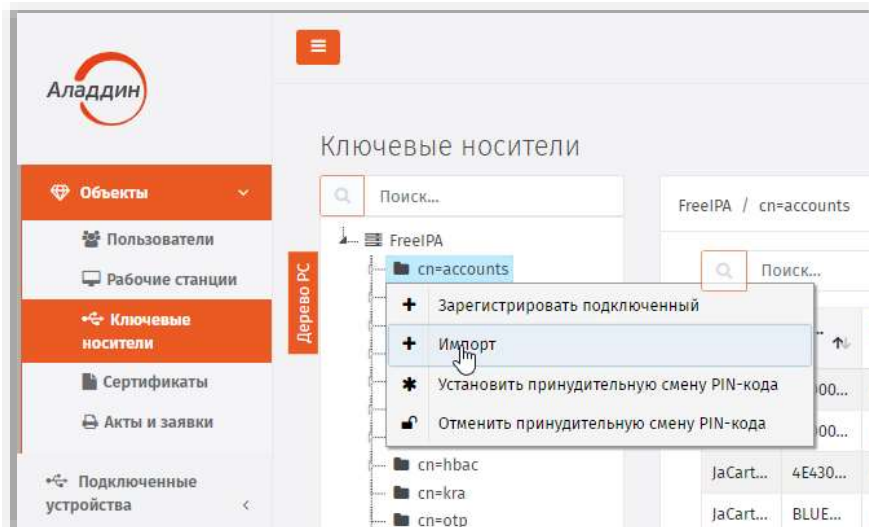 Аладдин
Ключевые носители
Объекты
Пользователи
Рабочие станции
Ключевые
носители
Сертификаты
Акты и заявки
Подключенные
устройства
Дерево РС
Поиск...
FreeIPA
cn=accounts
Зарегистрировать подключенный
Импорт
Установить принудительную смену PIN-кода
Отменить принудительную смену PIN-кода
cn=hbac
cn=kra
cn=otp
FreeIPA / cn=accounts
Поиск...
00...
00...
JaCart... 4E430...
JaCart... BLUE...